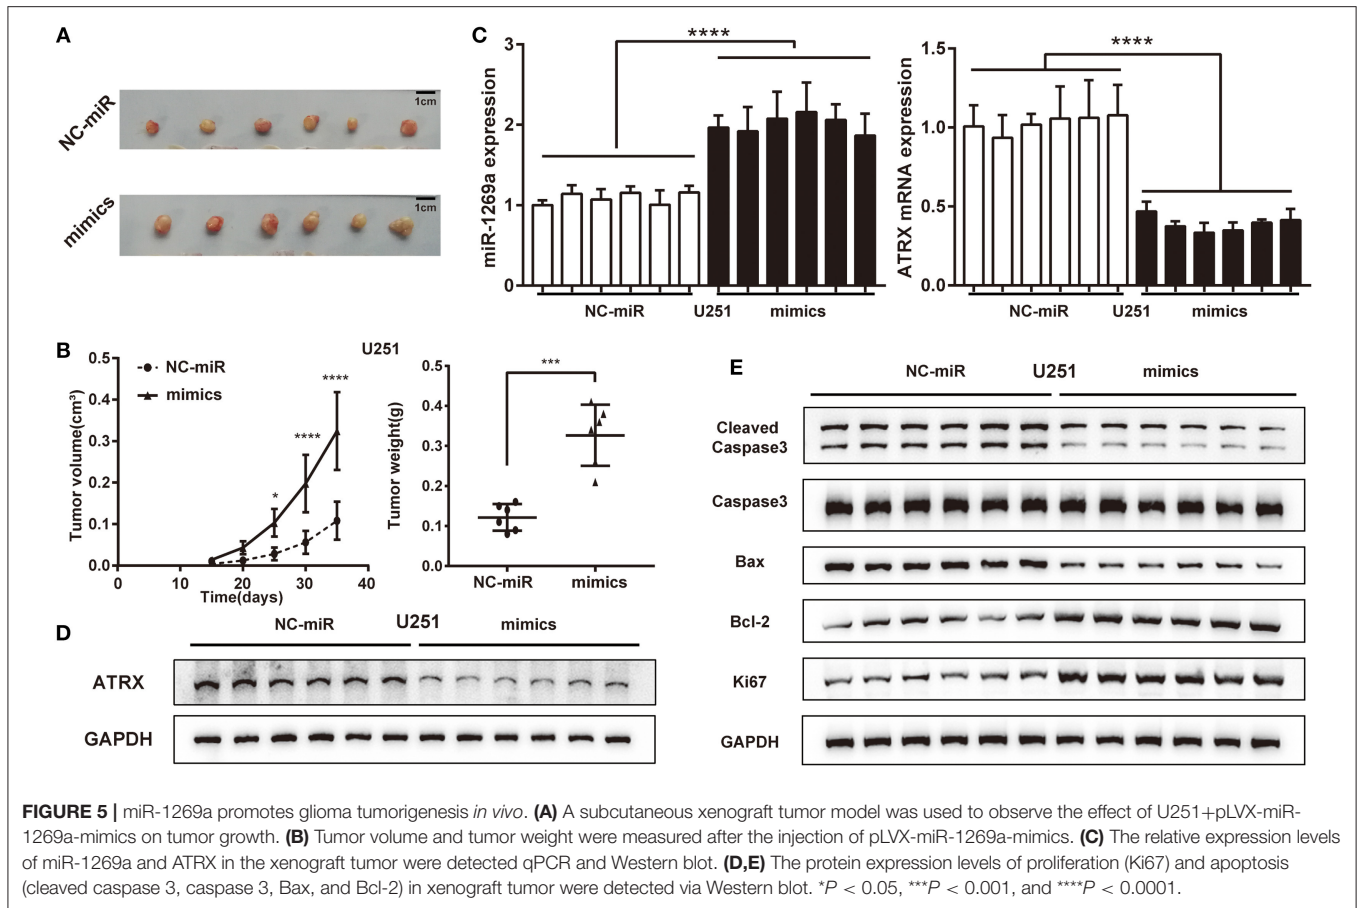 A
NC-miR
1cm
mimics
1cm
C
miR-1269a expression
3
2
1
0
****
NC-miR U251 mimics
ATRX mRNA expression
1.5
1.0
0.5
0.0
****
NC-miR U251 mimics
B
U251
Tumor volume(cm³)
0.5
0.4
0.3
0.2
0.1
0.0
NC-miR
mimics
*
****
****
0 10 20 30 40
Time(days)
Tumor weight(g)
0.5
0.4
0.3
0.2
0.1
0.0
***
NC-miR mimics
D
NC-miR U251 mimics
ATRX
GAPDH
E
NC-miR U251 mimics
Cleaved
Caspase3
Caspase3
Bax
Bcl-2
Ki67
GAPDH
FIGURE 5 | miR-1269a promotes glioma tumorigenesis in vivo. (A) A subcutaneous xenograft tumor model was used to observe the effect of U251+pLVX-miR-
1269a-mimics on tumor growth. (B) Tumor volume and tumor weight were measured after the injection of pLVX-miR-1269a-mimics. (C) The relative expression levels
of miR-1269a and ATRX in the xenograft tumor were detected qPCR and Western blot. (D,E) The protein expression levels of proliferation (Ki67) and apoptosis
(cleaved caspase 3, caspase 3, Bax, and Bcl-2) in xenograft tumor were detected via Western blot. *P < 0.05, ***P < 0.001, and ****P < 0.0001.